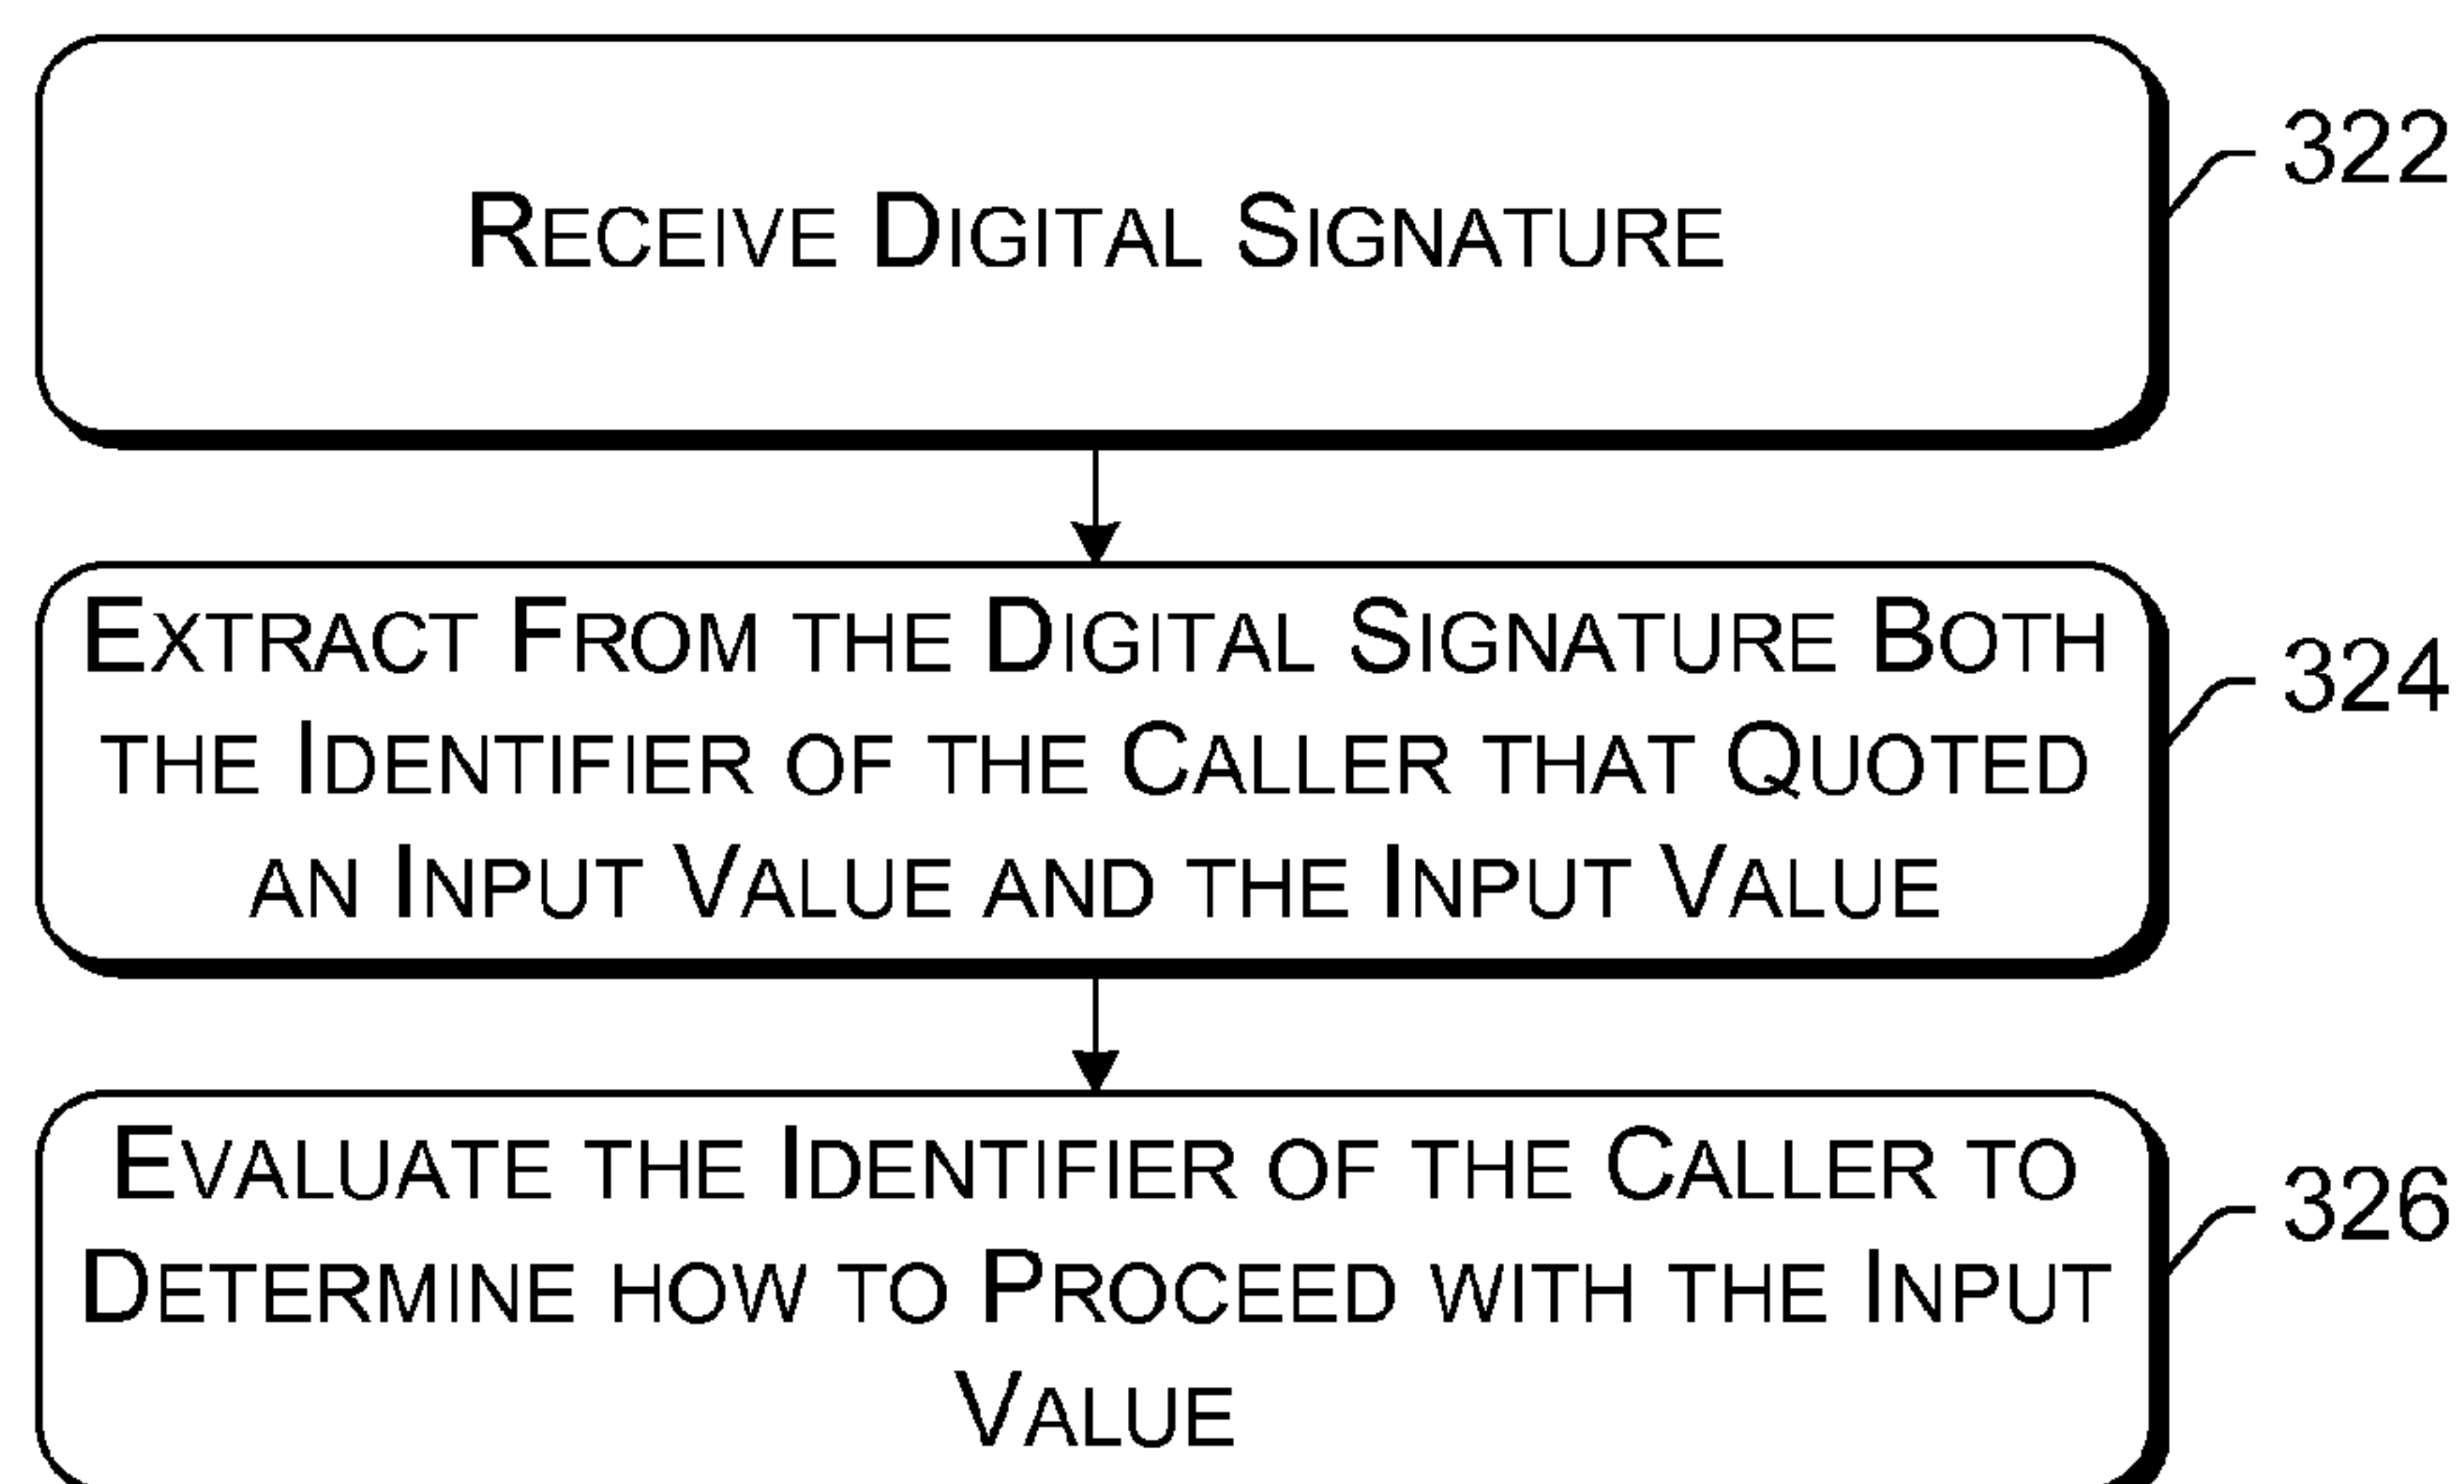 RECEIVE DIGITAL SIGNATURE
322
EXTRACT FROM THE DIGITAL SIGNATURE BOTH
THE IDENTIFIER OF THE CALLER THAT QUOTED
AN INPUT VALUE AND THE INPUT VALUE
324
EVALUATE THE IDENTIFIER OF THE CALLER TO
DETERMINE HOW TO PROCEED WITH THE INPUT
VALUE
326